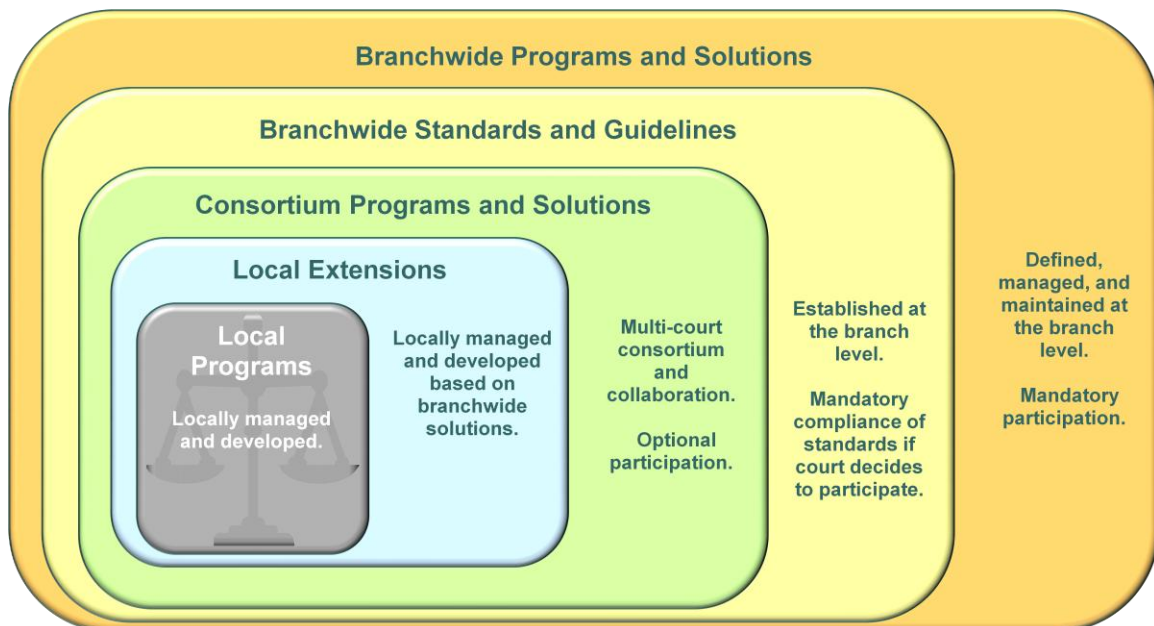 Branchwide Programs and Solutions
Branchwide Standards and Guidelines
Consortium Programs and Solutions
Local Extensions
Local
Programs
Locally managed
and developed.
Locally managed
and developed
based on
branchwide
solutions.
Multi-court
consortium
and
collaboration.
Optional
participation.
Established at
the branch
level.
Mandatory
compliance of
standards if
court decides
to participate.
Defined,
managed, and
maintained at
the branch
level.
Mandatory
participation.